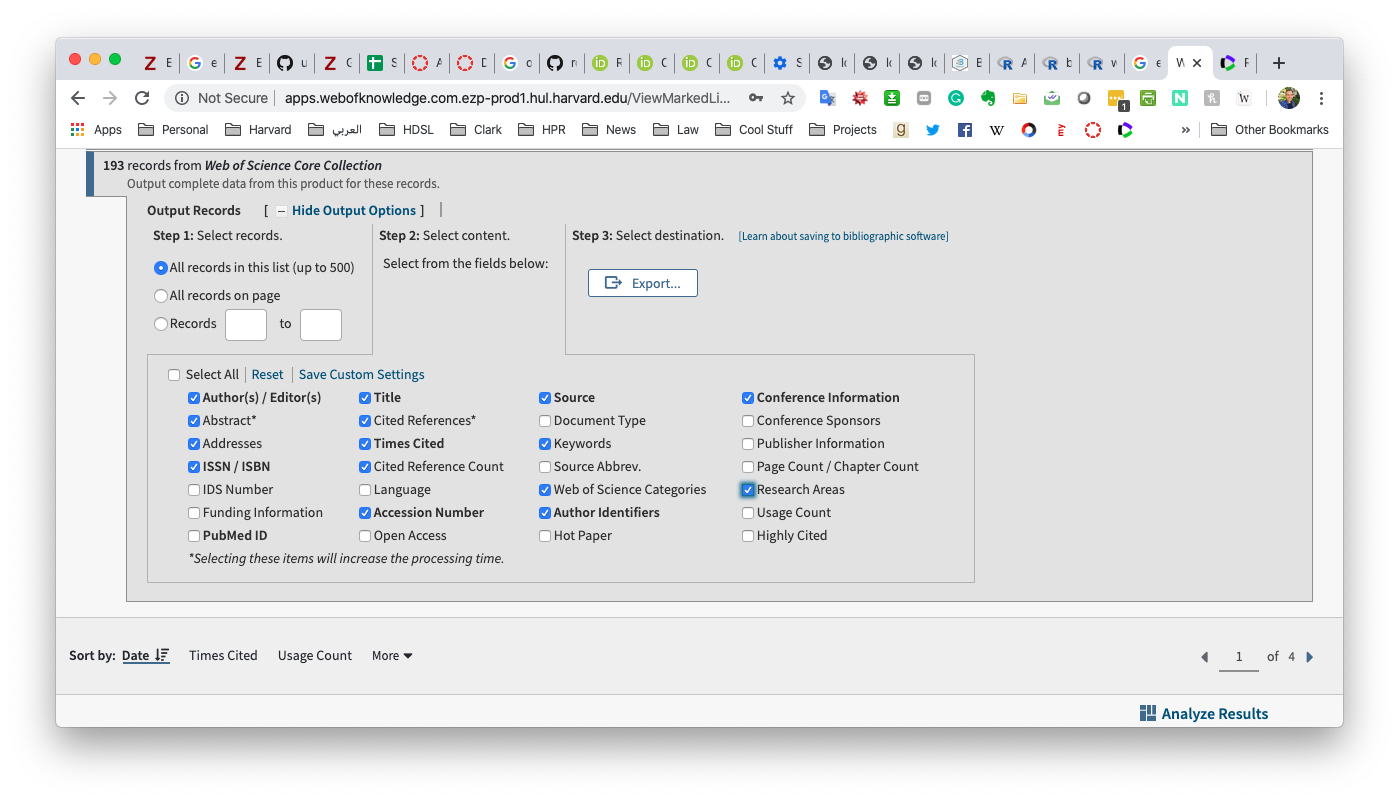 Not Secure apps.webofknowledge.com.ezp-prod1.hul.harvard.edu/ViewMarkedLi...
Apps Personal Harvard العربي HDSL Clark HPR News Law Cool Stuff Projects » Other Bookmarks
193 records from Web of Science Core Collection
Output complete data from this product for these records.
Output Records [ — Hide Output Options ]
Step 1: Select records. Step 2: Select content. Step 3: Select destination. [Learn about saving to bibliographic software]
All records in this list (up to 500) Select from the fields below: Export...
All records on page
Records to
Select All Reset Save Custom Settings
Author(s) / Editor(s) Title Source Conference Information
Abstract* Cited References* Document Type Conference Sponsors
Addresses Times Cited Keywords Publisher Information
ISSN / ISBN Cited Reference Count Source Abbrev. Page Count / Chapter Count
IDS Number Language Web of Science Categories Research Areas
Funding Information Accession Number Author Identifiers Usage Count
PubMed ID Open Access Hot Paper Highly Cited
*Selecting these items will increase the processing time.
Sort by: Date Times Cited Usage Count More 1 of 4
Analyze Results